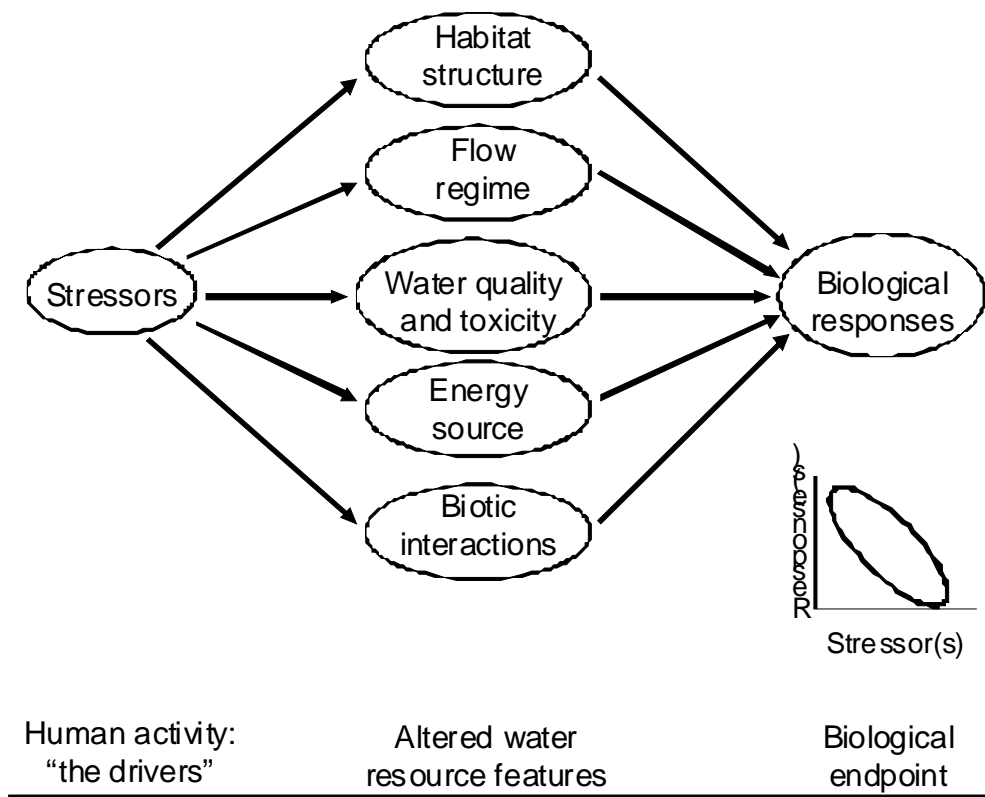 Habitat
structure
Flow
regime
Stressors
Water quality
and toxicity
Biological
responses
Energy
source
Biotic
interactions
Response(s)
Stressor(s)
Human activity:
“the drivers”
Altered water
resource features
Biological
endpoint